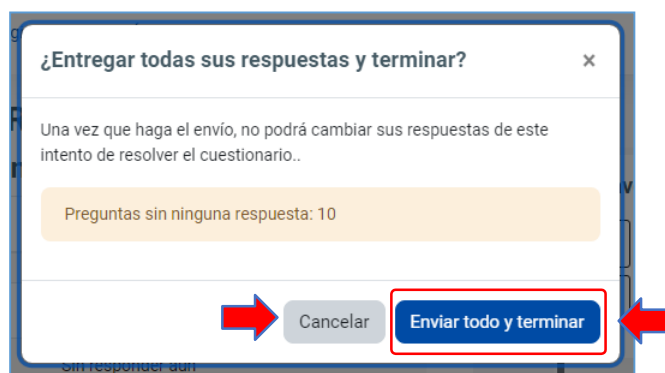 ¿Entregar todas sus respuestas y terminar? ×
Una vez que haga el envío, no podrá cambiar sus respuestas de este
intento de resolver el cuestionario..
Preguntas sin ninguna respuesta: 10
Cancelar Enviar todo y terminar
Sin responder aún